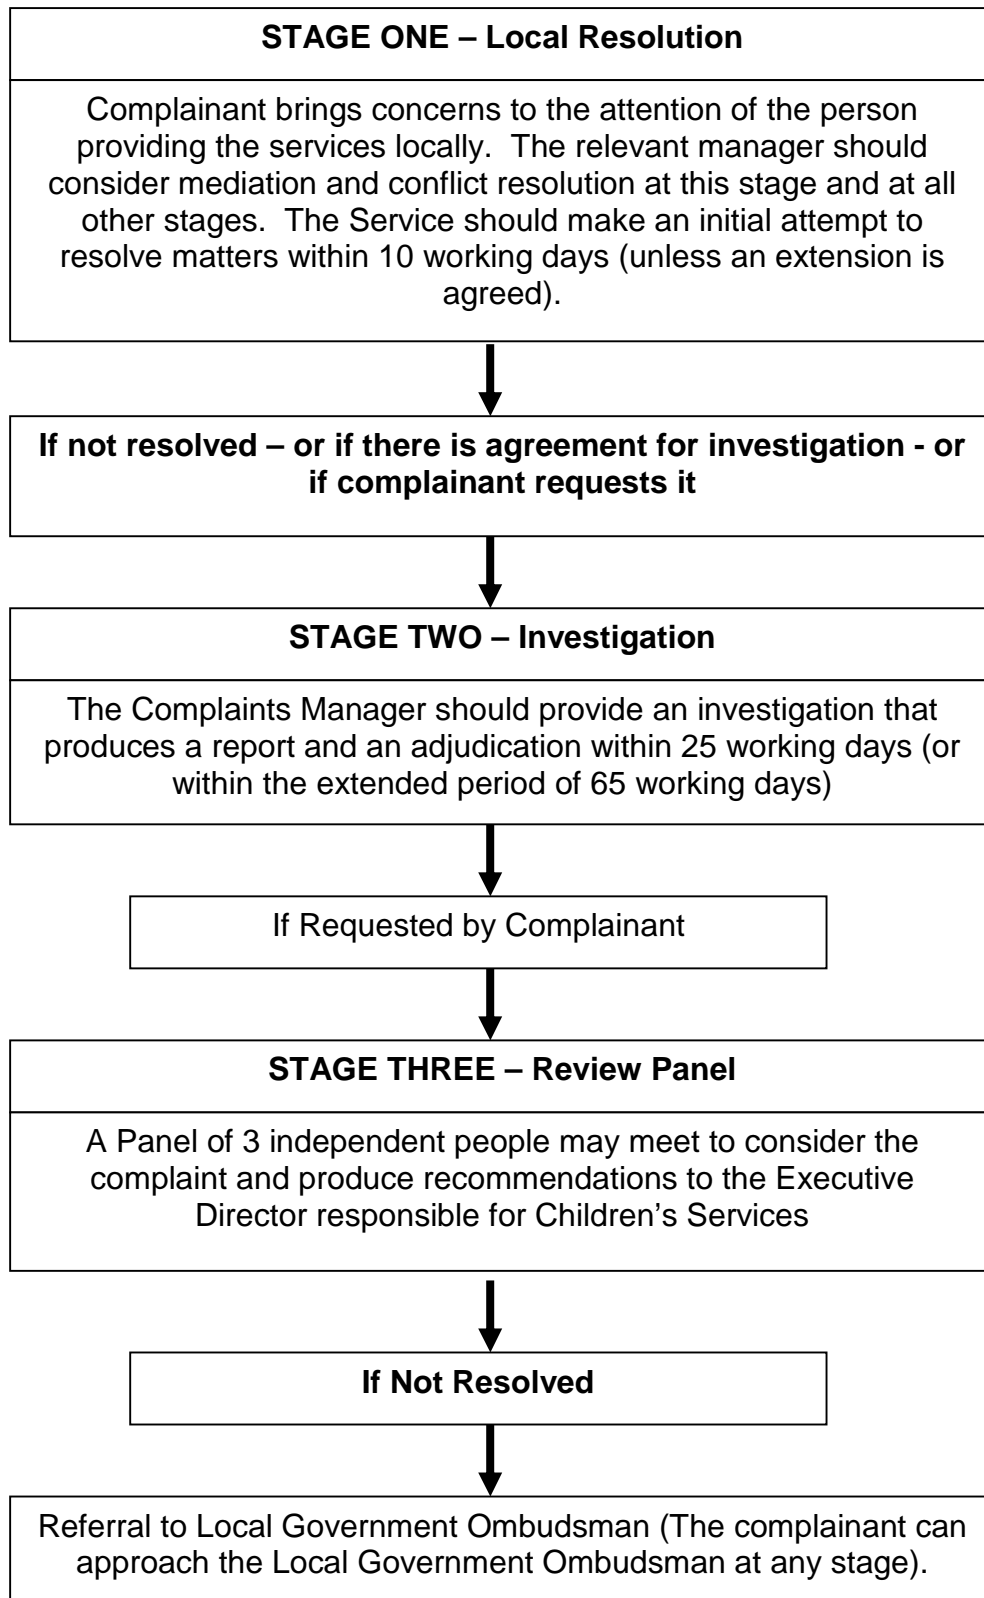 STAGE ONE – Local Resolution
Complainant brings concerns to the attention of the person
providing the services locally.  The relevant manager should
consider mediation and conflict resolution at this stage and at all
other stages.  The Service should make an initial attempt to
resolve matters within 10 working days (unless an extension is
agreed).
If not resolved – or if there is agreement for investigation - or
if complainant requests it
STAGE TWO – Investigation
The Complaints Manager should provide an investigation that
produces a report and an adjudication within 25 working days (or
within the extended period of 65 working days)
If Requested by Complainant
STAGE THREE – Review Panel
A Panel of 3 independent people may meet to consider the
complaint and produce recommendations to the Executive
Director responsible for Children’s Services
If Not Resolved
Referral to Local Government Ombudsman (The complainant can
approach the Local Government Ombudsman at any stage).